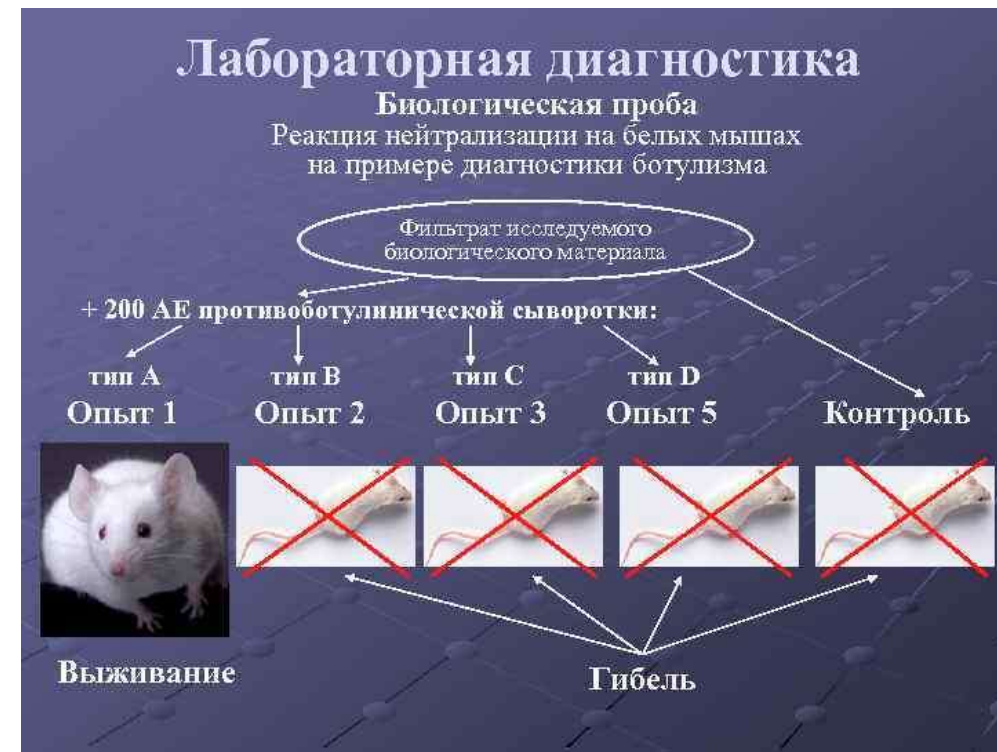 Лабораторная диагностика
Биологическая проба
Реакция нейтрализации на белых мышах
на примере диагностики ботулизма
Фильтрат исследуемого
биологического материала
+ 200 АЕ противоботулинической сыворотки:
тип А тип В тип С тип D
Опыт 1 Опыт 2 Опыт 3 Опыт 5 Контроль
Выживание
Гибель